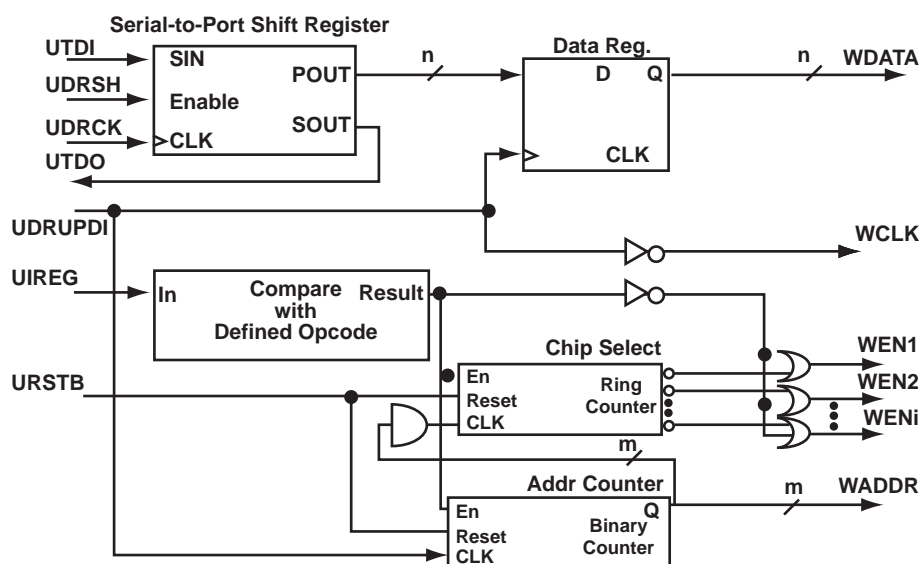 Serial-to-Port Shift Register
UTDI
SIN
POUT
n
Data Reg.
D Q
n
WDATA
UDRSH
Enable
SOUT
UDRCK
CLK
CLK
UTDO
UDRUPDI
WCLK
UIREG
In
Compare
with
Defined Opcode
Result
Chip Select
WEN1
URSTB
En
Reset
CLK
Ring
Counter
WEN2
WENi
m
Addr Counter
m
WADDR
En
Reset
CLK
Q
Binary
Counter